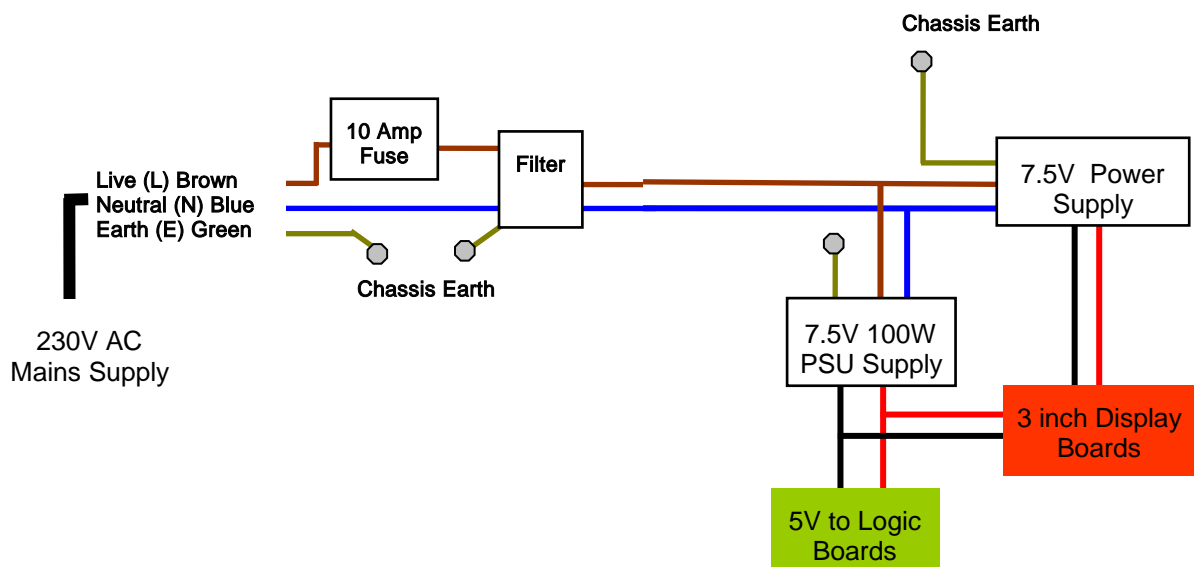 Chassis Earth
10 Amp
Fuse
Filter
7.5V Power
Supply
Live (L) Brown
Neutral (N) Blue
Earth (E) Green
Chassis Earth
230V AC
Mains Supply
7.5V 100W
PSU Supply
3 inch Display
Boards
5V to Logic
Boards